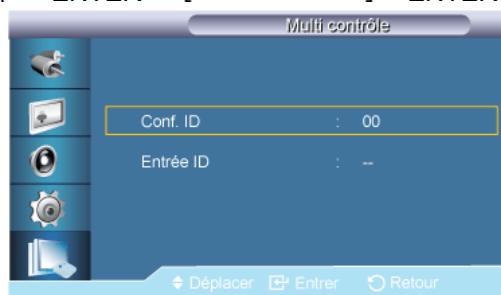 Multi contrôle
Conf. ID : 00
Entrée ID : --
Déplacer Entrer Retour